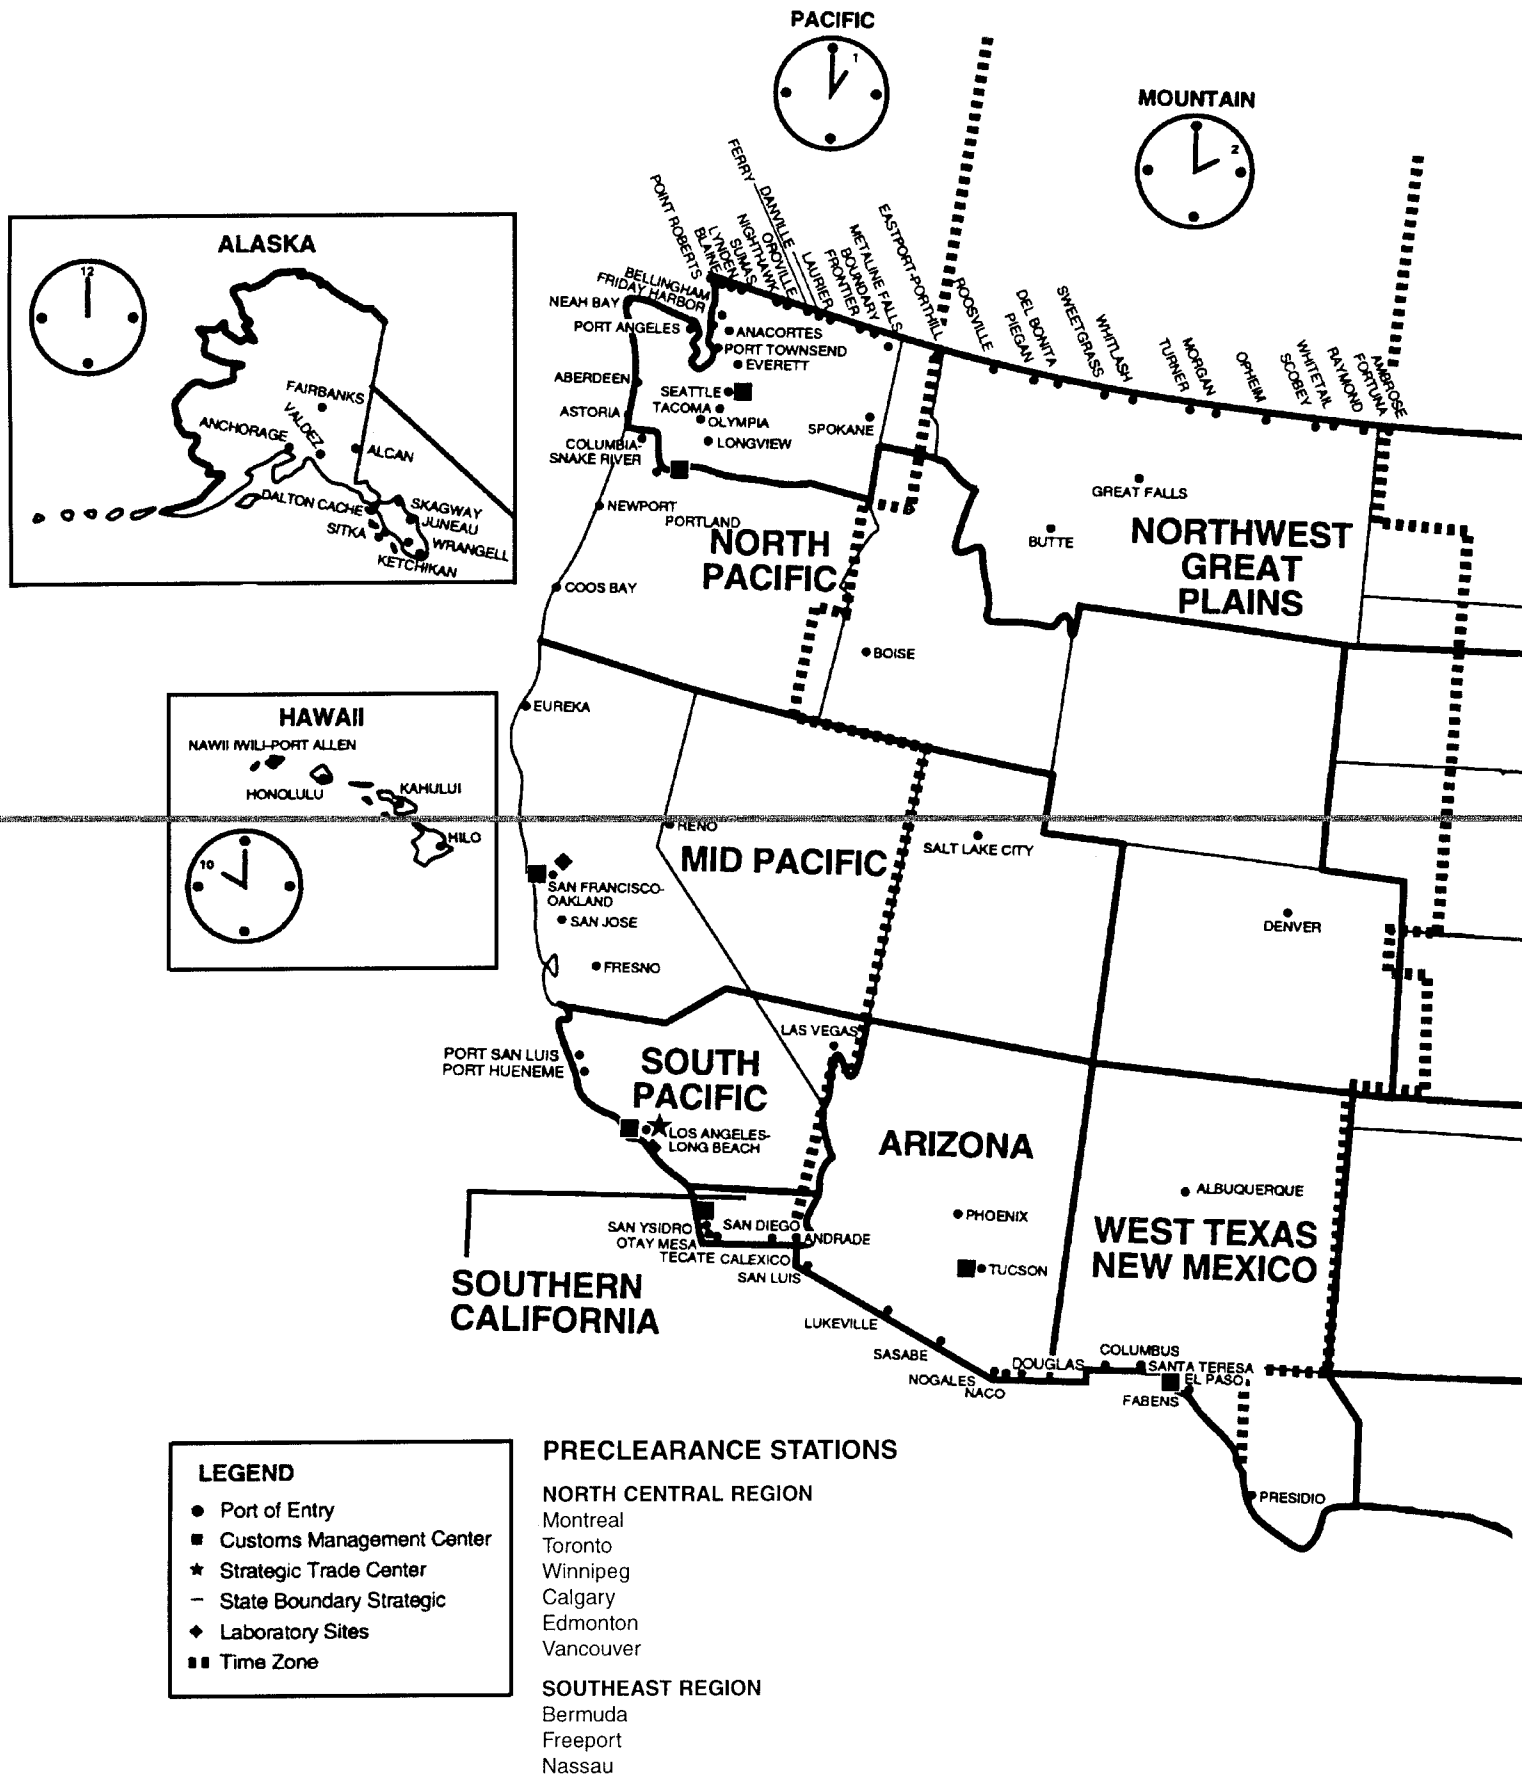 PACIFIC
1
MOUNTAIN
2
ALASKA
12
FAIRBANKS
ANCHORAGE
VALDEZ
ALCAN
DALTON CACHE
SKAGWAY
JUNEAU
SITKA
WRANGELL
KETCHIKAN
FERRY
DANVILLE
POINT ROBERTS
BLAINE
LYNDEN
SUMAS
NIGHTHAWK
OROVILLE
LAURIER
FRONTIER
BOUNDARY
METALINE FALLS
EASTPORT-PORTHILL
ROOSVILLE
PIEGAN
DEL BONITA
SWEETGRASS
WHITLASH
TURNER
MORGAN
OPHEIM
SCOBEY
WHITETAIL
RAYMOND
FORTUNA
AMBROSE
BELLINGHAM
FRIDAY HARBOR
NEAH BAY
PORT ANGELES
ANACORTES
PORT TOWNSEND
EVERETT
ABERDEEN
SEATTLE
TACOMA
ASTORIA
OLYMPIA
SPOKANE
LONGVIEW
COLUMBIA-
SNAKE RIVER
NEWPORT
PORTLAND
GREAT FALLS
BUTTE
NORTH
PACIFIC
NORTHWEST
GREAT
PLAINS
COOS BAY
BOISE
EUREKA
HAWAII
NAWII IWILI-PORT ALLEN
HONOLULU
KAHULUI
HILO
10
RENO
MID PACIFIC
SALT LAKE CITY
SAN FRANCISCO-
OAKLAND
SAN JOSE
DENVER
FRESNO
LAS VEGAS
PORT SAN LUIS
PORT HUENEME
SOUTH
PACIFIC
LOS ANGELES-
LONG BEACH
ARIZONA
ALBUQUERQUE
PHOENIX
WEST TEXAS
NEW MEXICO
SAN YSIDRO
SAN DIEGO
ANDRADE
OTAY MESA
TECATE CALEXICO
SAN LUIS
TUCSON
SOUTHERN
CALIFORNIA
LUKEVILLE
SASABE
NOGALES
NACO
DOUGLAS
COLUMBUS
SANTA TERESA
EL PASO
FABENS
PRESIDIO
LEGEND
Port of Entry
Customs Management Center
Strategic Trade Center
State Boundary Strategic
Laboratory Sites
Time Zone
PRECLEARANCE STATIONS
NORTH CENTRAL REGION
Montreal
Toronto
Winnipeg
Calgary
Edmonton
Vancouver
SOUTHEAST REGION
Bermuda
Freeport
Nassau